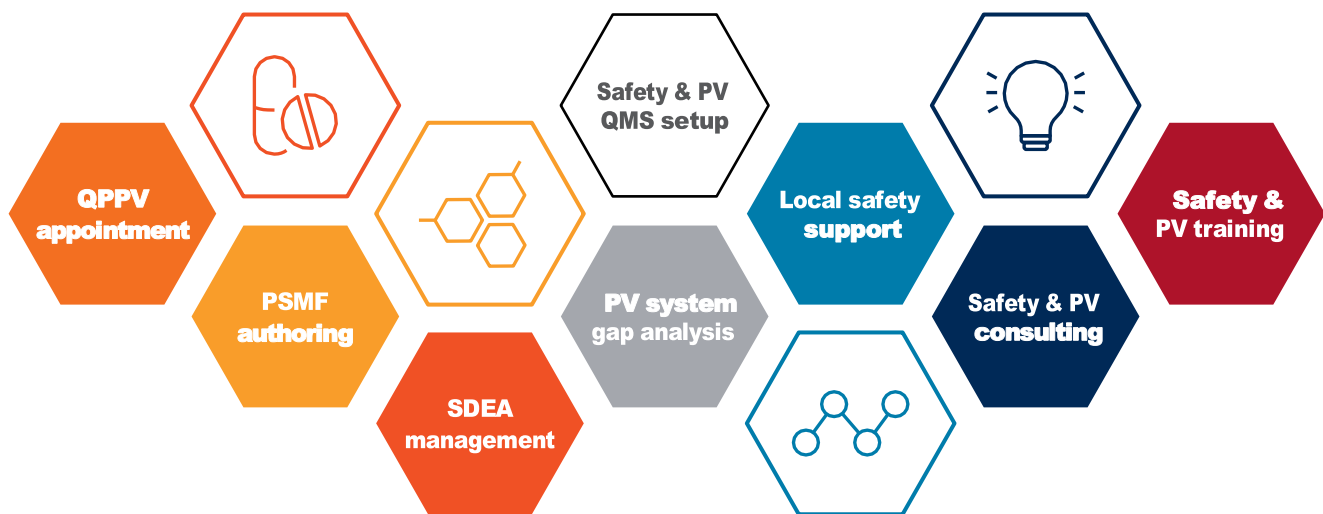 QPPV
appointment
PSMF
authoring
SDEA
management
Safety & PV
QMS setup
PV system
gap analysis
Local safety
support
Safety & PV
consulting
Safety &
PV training